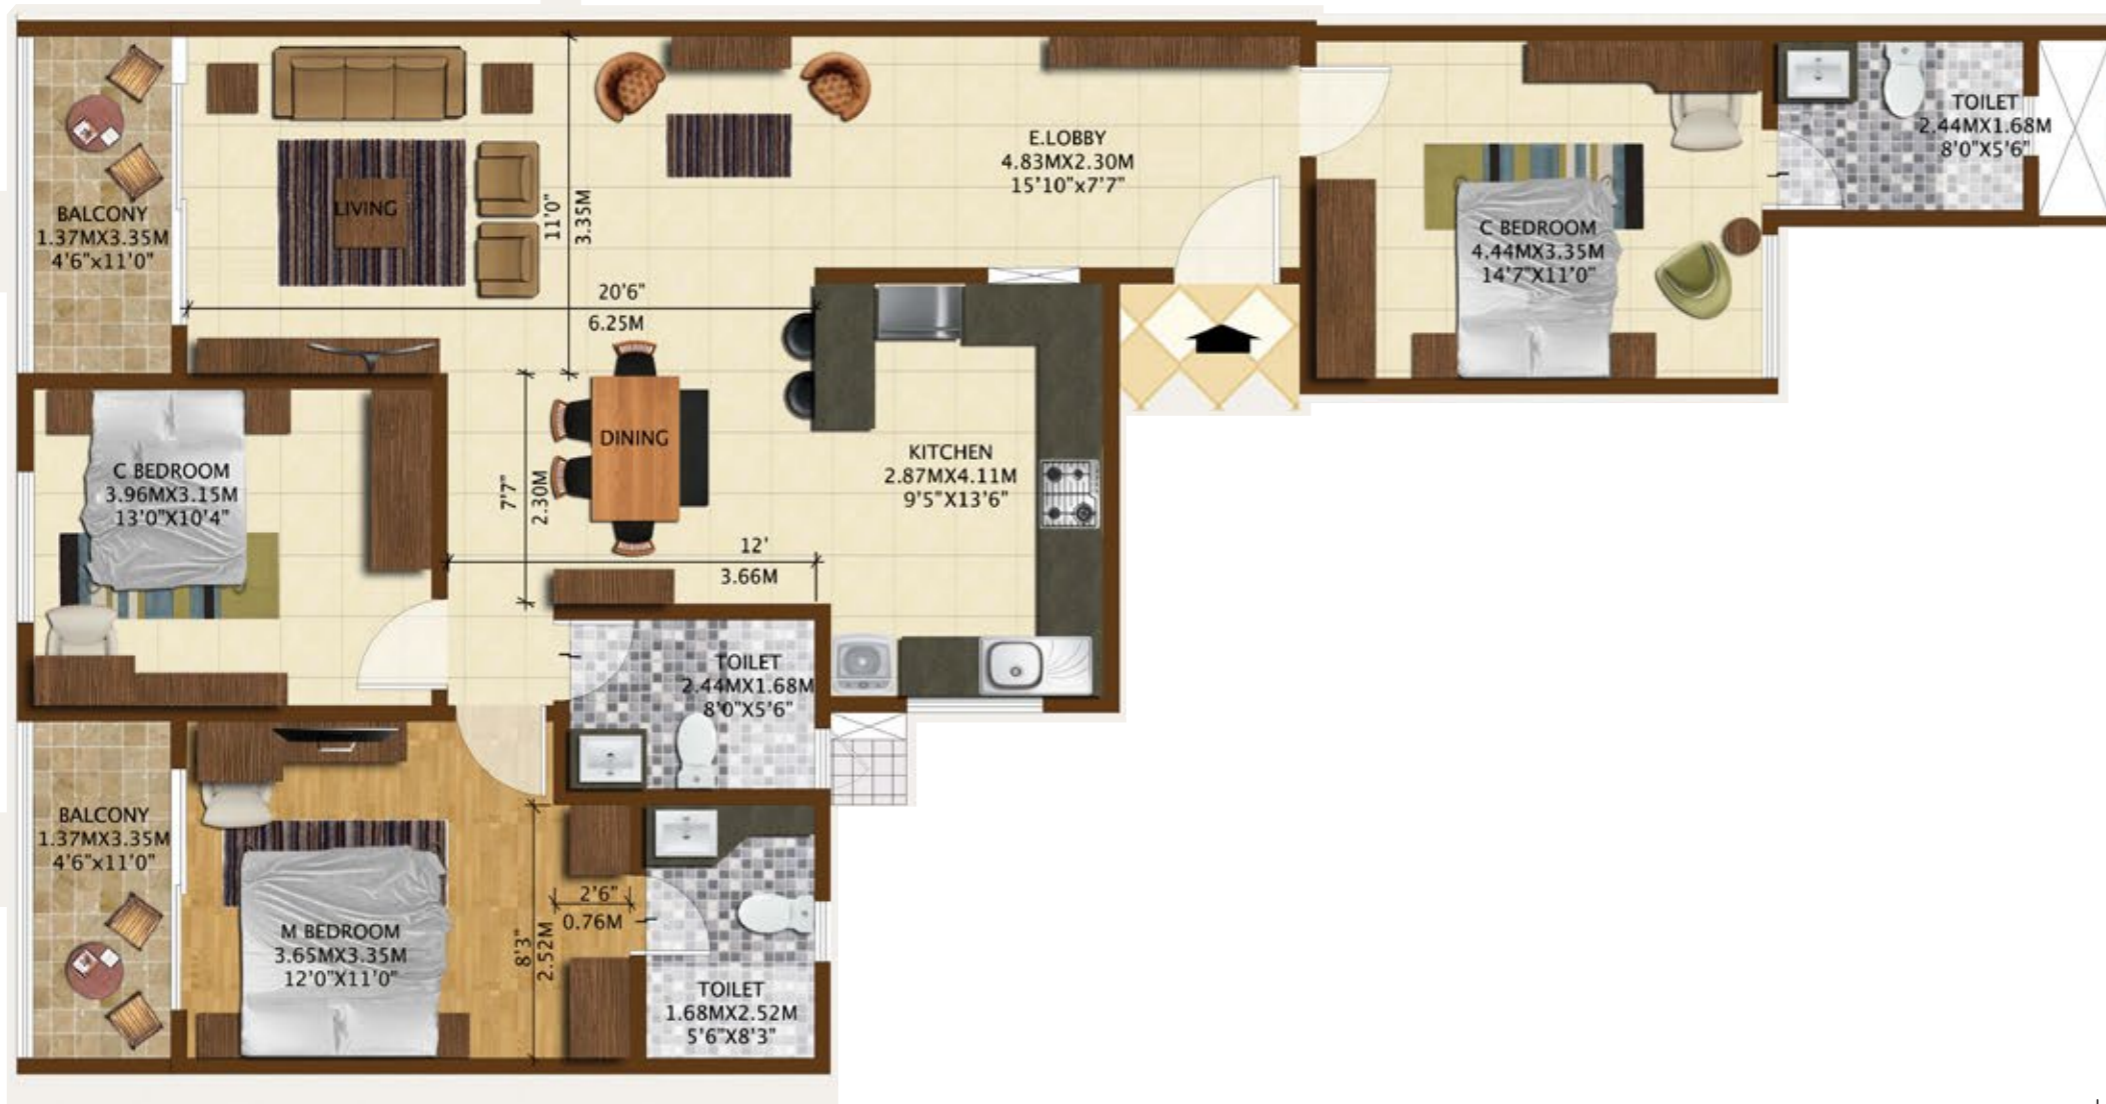 BALCONY
1.37MX3.35M
4'6"x11'0"
LIVING
11'0"
3.35M
20'6"
6.25M
E.LOBBY
4.83MX2.30M
15'10"x7'7"
C BEDROOM
4.44MX3.35M
14'7"X11'0"
TOILET
2.44MX1.68M
8'0"X5'6"
C BEDROOM
3.96MX3.15M
13'0"X10'4"
7'7"
2.30M
DINING
12'
3.66M
KITCHEN
2.87MX4.11M
9'5"X13'6"
TOILET
2.44MX1.68M
8'0"X5'6"
BALCONY
1.37MX3.35M
4'6"x11'0"
M BEDROOM
3.65MX3.35M
12'0"X11'0"
8'3"
2.52M
2'6"
0.76M
TOILET
1.68MX2.52M
5'6"X8'3"